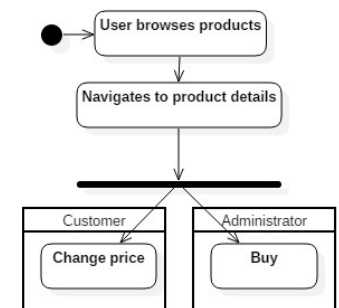 User browses products
Navigates to product details
Customer
Administrator
Change price
Buy